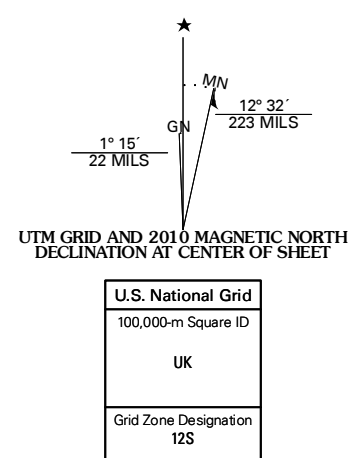 MN
GN
12° 32´
223 MILS
1° 15´
22 MILS
UTM GRID AND 2010 MAGNETIC NORTH
DECLINATION AT CENTER OF SHEET
U.S. National Grid
100,000-m Square ID
UK
Grid Zone Designation
12S